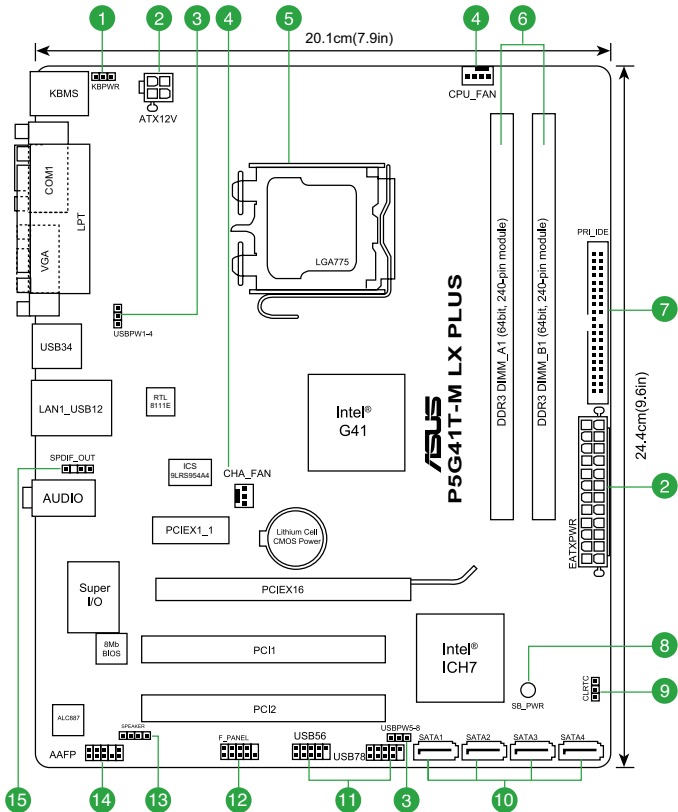 1
2
3
4
5
20.1cm(7.9in)
4
6
KBMS
KBPWR
ATX12V
CPU_FAN
COM1
LPT
VGA
LGA775
PRI_IDE
DDR3 DIMM_A1 (64bit, 240-pin module)
DDR3 DIMM_B1 (64bit, 240-pin module)
7
USBPW1-4
USB34
LAN1_USB12
RTL
8111E
Intel®
G41
ASUS
P5G41T-M LX PLUS
24.4cm(9.6in)
SPDIF_OUT
15
AUDIO
ICS
9LRS954A4
CHA_FAN
EATXPWR
2
PCIEX1_1
Lithium Cell
CMOS Power
PCIEX16
Super
I/O
8Mb
BIOS
PCI1
Intel®
ICH7
8
SB_PWR
CLRTC
9
PCI2
ALC887
SPEAKER
AAFP
F_PANEL
USB56
USB78
USBPW5-8
SATA1
SATA2
SATA3
SATA4
15
14
13
12
11
3
10